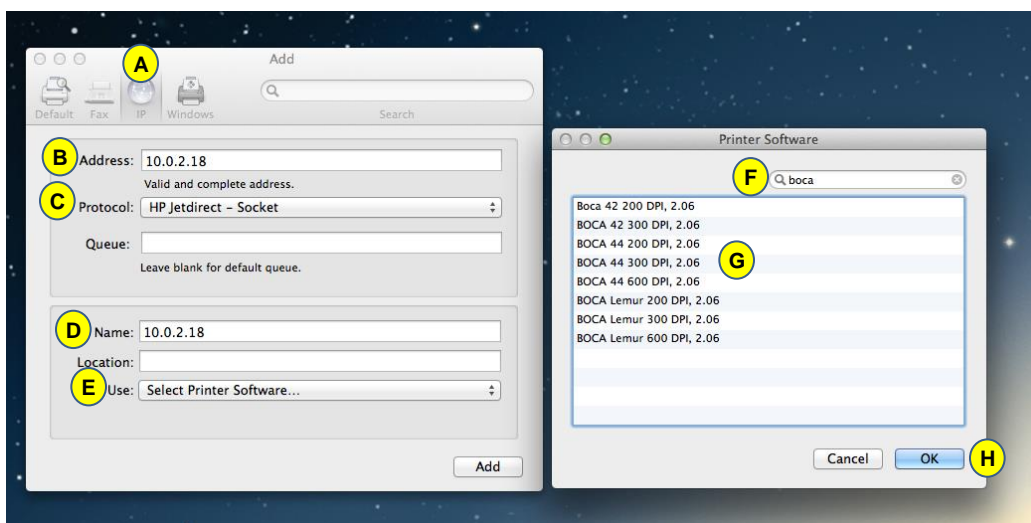 A
Add
Default Fax IP Windows
Search
B Address: 10.0.2.18
Valid and complete address.
C Protocol: HP Jetdirect – Socket
Queue:
Leave blank for default queue.
D Name: 10.0.2.18
Location:
E Use: Select Printer Software...
Add
Printer Software
F boca
Boca 42 200 DPI, 2.06
BOCA 42 300 DPI, 2.06
BOCA 44 200 DPI, 2.06
BOCA 44 300 DPI, 2.06
G
BOCA 44 600 DPI, 2.06
BOCA Lemur 200 DPI, 2.06
BOCA Lemur 300 DPI, 2.06
BOCA Lemur 600 DPI, 2.06
Cancel OK H